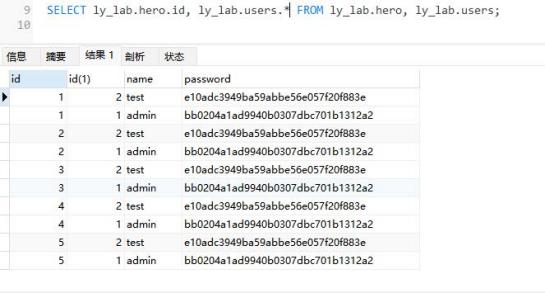 9 SELECT ly_lab.hero.id, ly_lab.users.* FROM ly_lab.hero, ly_lab.users;
10
信息 摘要 结果 1 剖析 状态
id id(1) name password
1 2 test e10adc3949ba59abbe56e057f20f883e
1 1 admin bb0204a1ad9940b0307dbc701b1312a2
2 2 test e10adc3949ba59abbe56e057f20f883e
2 1 admin bb0204a1ad9940b0307dbc701b1312a2
3 2 test e10adc3949ba59abbe56e057f20f883e
3 1 admin bb0204a1ad9940b0307dbc701b1312a2
4 2 test e10adc3949ba59abbe56e057f20f883e
4 1 admin bb0204a1ad9940b0307dbc701b1312a2
5 2 test e10adc3949ba59abbe56e057f20f883e
5 1 admin bb0204a1ad9940b0307dbc701b1312a2